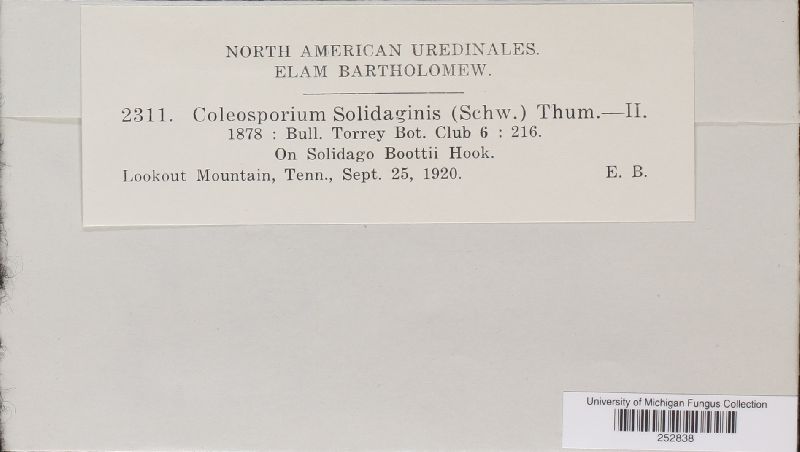 NORTH AMERICAN UREDINALES.
ELAM BARTHOLOMEW.
2311. Coleosporium Solidaginis (Schw.) Thum.—II.
1878 : Bull. Torrey Bot. Club 6 : 216.
On Solidago Boottii Hook.
Lookout Mountain, Tenn., Sept. 25, 1920. E. B.
University of Michigan Fungus Collection
252838